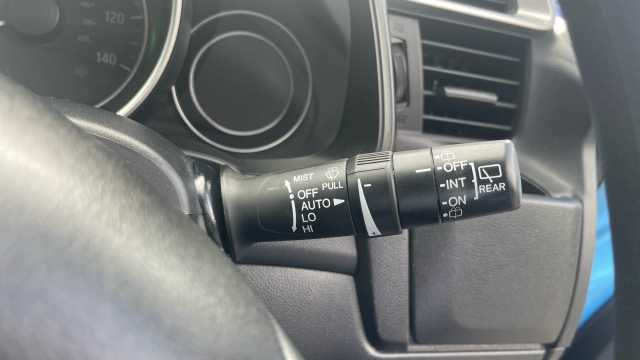 120
140
MIST
OFF
PULL
AUTO
LO
HI
OFF
INT
REAR
ON